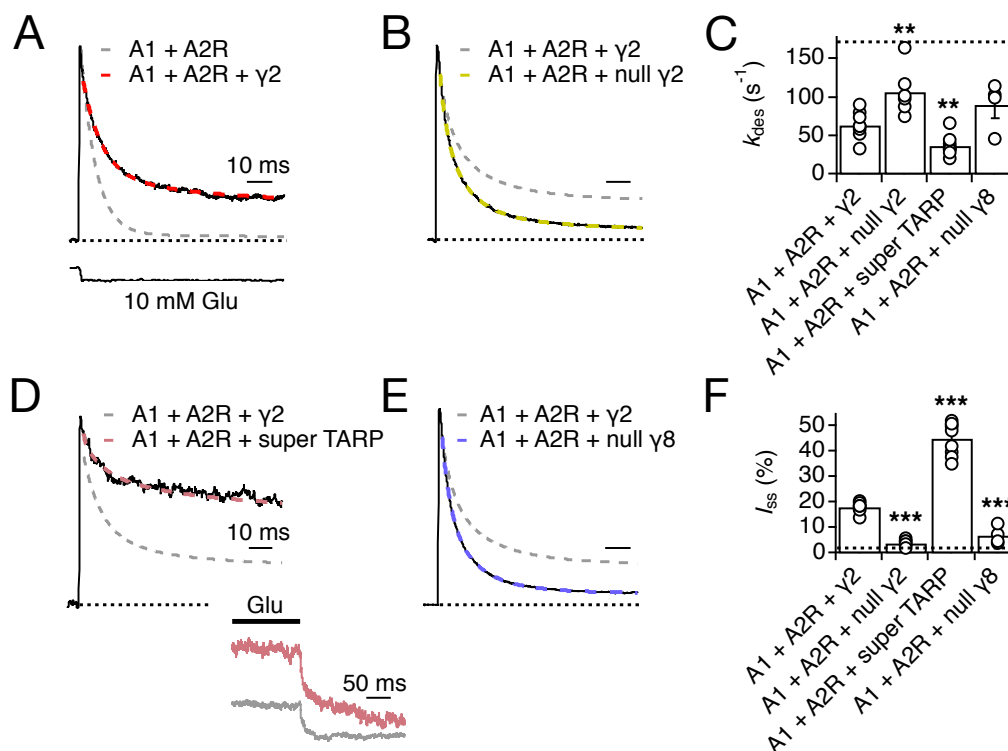 A
A1 + A2R
A1 + A2R + γ2
10 ms
10 mM Glu
B
A1 + A2R + γ2
A1 + A2R + null γ2
C
kdes (s-1)
150
100
50
0
**
**
A1 + A2R + γ2
A1 + A2R + null γ2
A1 + A2R + super TARP
A1 + A2R + null γ8
D
A1 + A2R + γ2
A1 + A2R + super TARP
10 ms
Glu
50 ms
E
A1 + A2R + γ2
A1 + A2R + null γ8
F
Iss (%)
50
40
30
20
10
0
***
***
***
A1 + A2R + γ2
A1 + A2R + null γ2
A1 + A2R + super TARP
A1 + A2R + null γ8